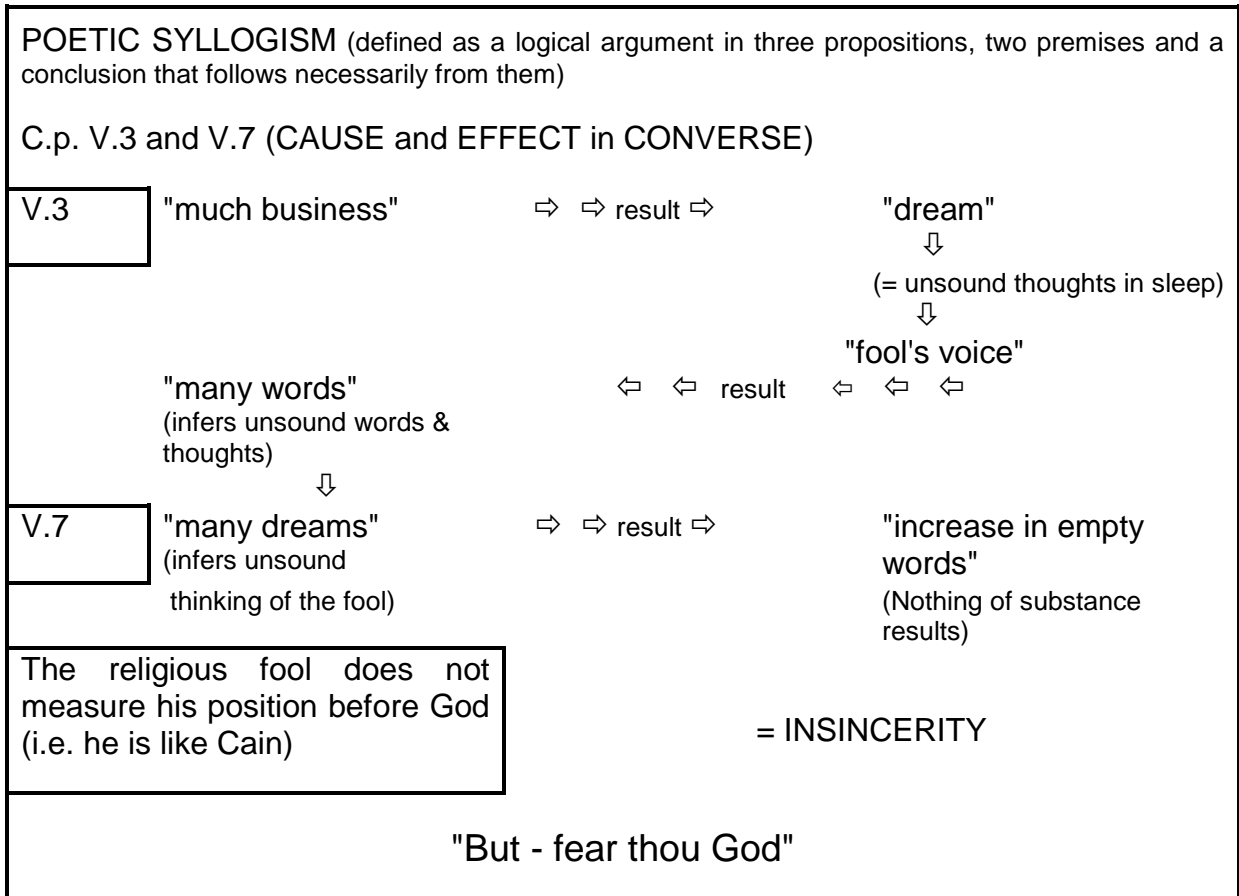 POETIC SYLLOGISM (defined as a logical argument in three propositions, two premises and a
conclusion that follows necessarily from them)
C.p. V.3 and V.7 (CAUSE and EFFECT in CONVERSE)
V.3 "much business" ⇨ ⇨ result ⇨ "dream"
⇩
(= unsound thoughts in sleep)
⇩
"fool's voice"
"many words" ⇦ ⇦ result ⇦ ⇦ ⇦
(infers unsound words &
thoughts)
⇩
V.7 "many dreams" ⇨ ⇨ result ⇨ "increase in empty
(infers unsound words"
thinking of the fool) (Nothing of substance
results)
The religious fool does not
measure his position before God
(i.e. he is like Cain)
= INSINCERITY
"But - fear thou God"